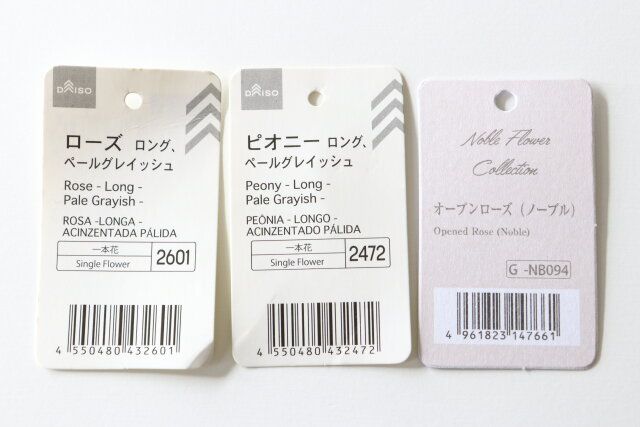 DAISO
ローズ ロング、
ペールグレイッシュ
Rose - Long -
Pale Grayish -
ROSA -LONGA -
ACINZENTADA PÁLIDA
一本花
Single Flower
2601
4 550480 432601
DAISO
ピオニー ロング、
ペールグレイッシュ
Peony - Long -
Pale Grayish -
PEÔNIA - LONGO -
ACINZENTADO PÁLIDA
一本花
Single Flower
2472
4 550480 432472
Noble Flower
Collection
オープンローズ（ノーブル）
Opened Rose (Noble)
G -NB094
4 961823 147661